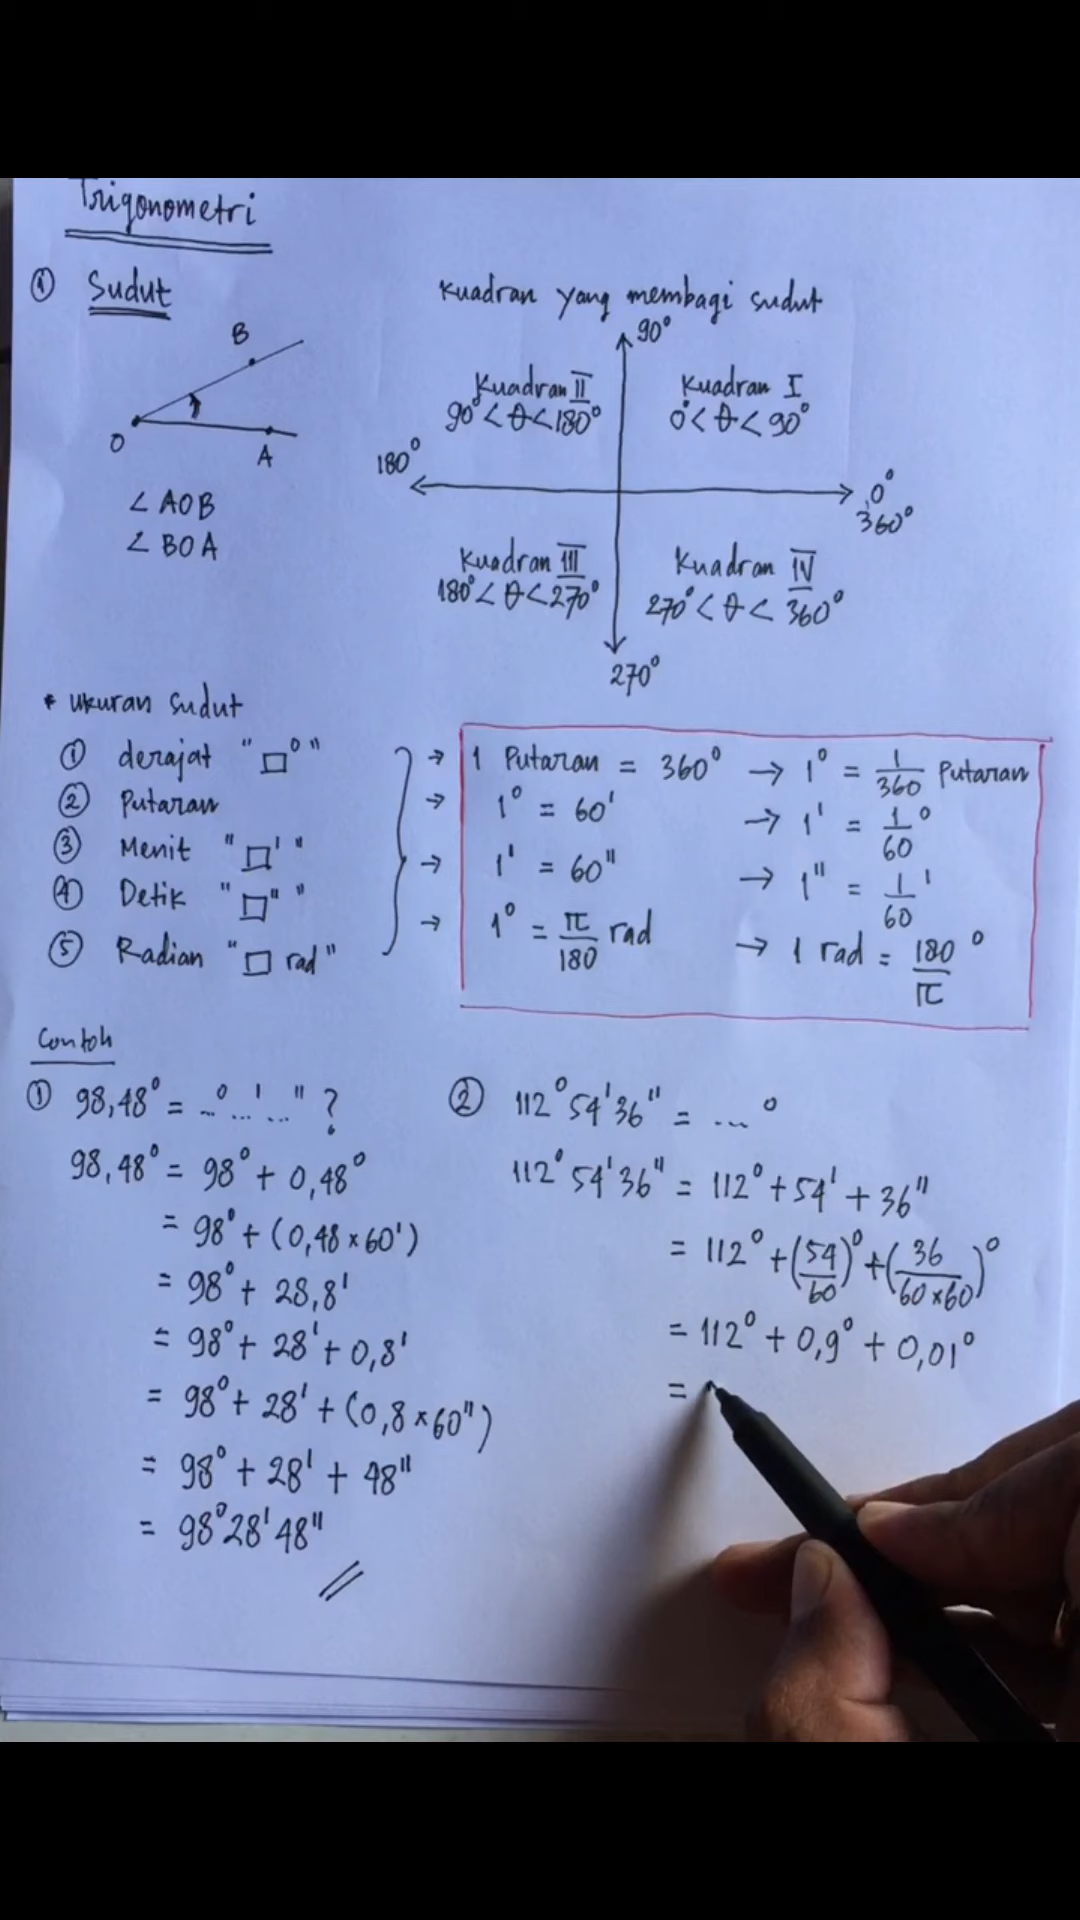 Trigonometri
① Sudut
B
O
A
∠ AOB
∠ BOA
Kuadran yang membagi sudut
90°
Kuadran II
90° < θ < 180°
Kuadran I
0° < θ < 90°
180°
0°, 360°
Kuadran III
180° < θ < 270°
Kuadran IV
270° < θ < 360°
270°
* Ukuran sudut
① derajat "□°"
② Putaran
③ Menit "□'"
④ Detik "□""
⑤ Radian "□ rad"
→ 1 Putaran = 360° → 1° = 1/360 Putaran
→ 1° = 60' → 1' = 1/60°
→ 1' = 60" → 1" = 1/60'
→ 1° = π/180 rad → 1 rad = 180/π °
Contoh
① 98,48° = ...° ...' ..." ?
98,48° = 98° + 0,48°
= 98° + (0,48 × 60')
= 98° + 28,8'
= 98° + 28' + 0,8'
= 98° + 28' + (0,8 × 60")
= 98° + 28' + 48"
= 98° 28' 48"
② 112° 54' 36" = ....°
112° 54' 36" = 112° + 54' + 36"
= 112° + (54/60)° + (36/60×60)°
= 112° + 0,9° + 0,01°
=